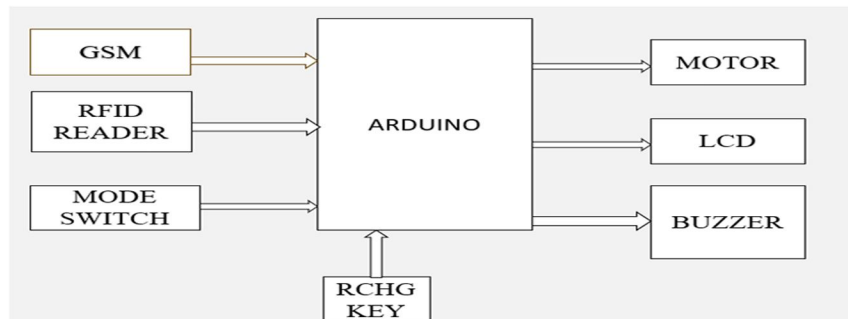 GSM
RFID
READER
MODE
SWITCH
ARDUINO
RCHG
KEY
MOTOR
LCD
BUZZER